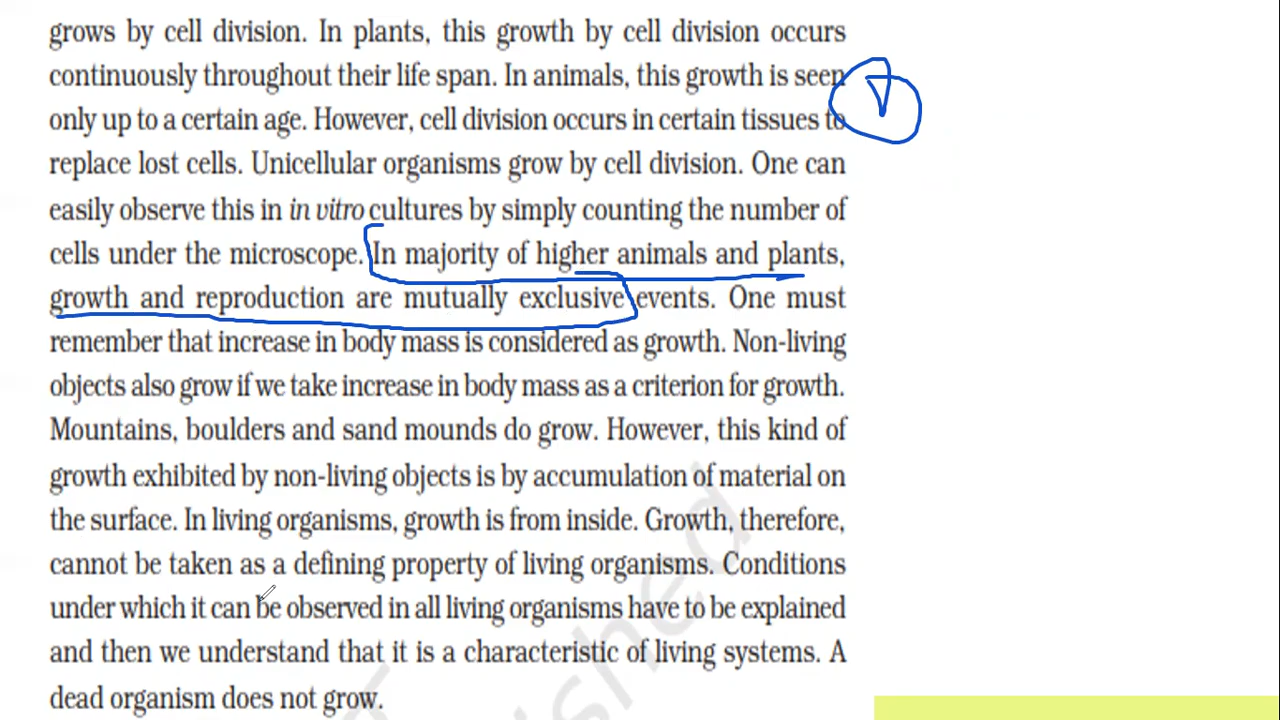 grows by cell division. In plants, this growth by cell division occurs
continuously throughout their life span. In animals, this growth is seen
only up to a certain age. However, cell division occurs in certain tissues to
replace lost cells. Unicellular organisms grow by cell division. One can
easily observe this in in vitro cultures by simply counting the number of
cells under the microscope. In majority of higher animals and plants,
growth and reproduction are mutually exclusive events. One must
remember that increase in body mass is considered as growth. Non-living
objects also grow if we take increase in body mass as a criterion for growth.
Mountains, boulders and sand mounds do grow. However, this kind of
growth exhibited by non-living objects is by accumulation of material on
the surface. In living organisms, growth is from inside. Growth, therefore,
cannot be taken as a defining property of living organisms. Conditions
under which it can be observed in all living organisms have to be explained
and then we understand that it is a characteristic of living systems. A
dead organism does not grow.